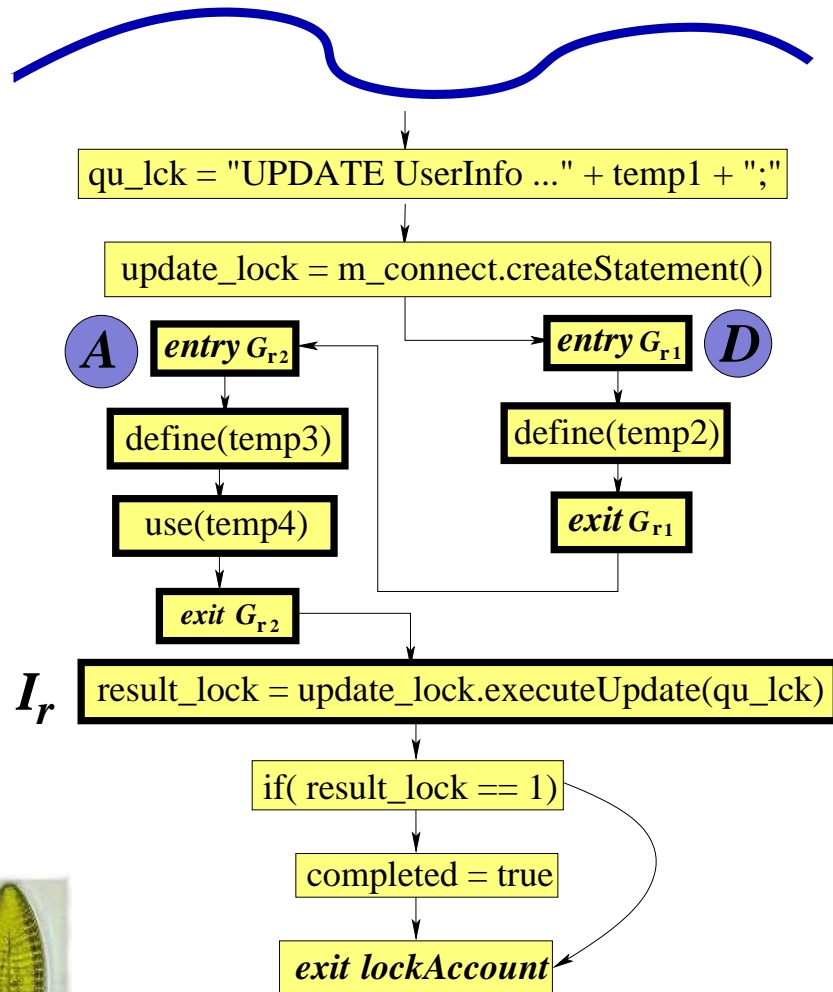 qu_lck = "UPDATE UserInfo ..." + temp1 + ";"
update_lock = m_connect.createStatement()
A
entry Gr2
entry Gr1
D
define(temp3)
define(temp2)
use(temp4)
exit Gr1
exit Gr2
Ir
result_lock = update_lock.executeUpdate(qu_lck)
if( result_lock == 1)
completed = true
exit lockAccount